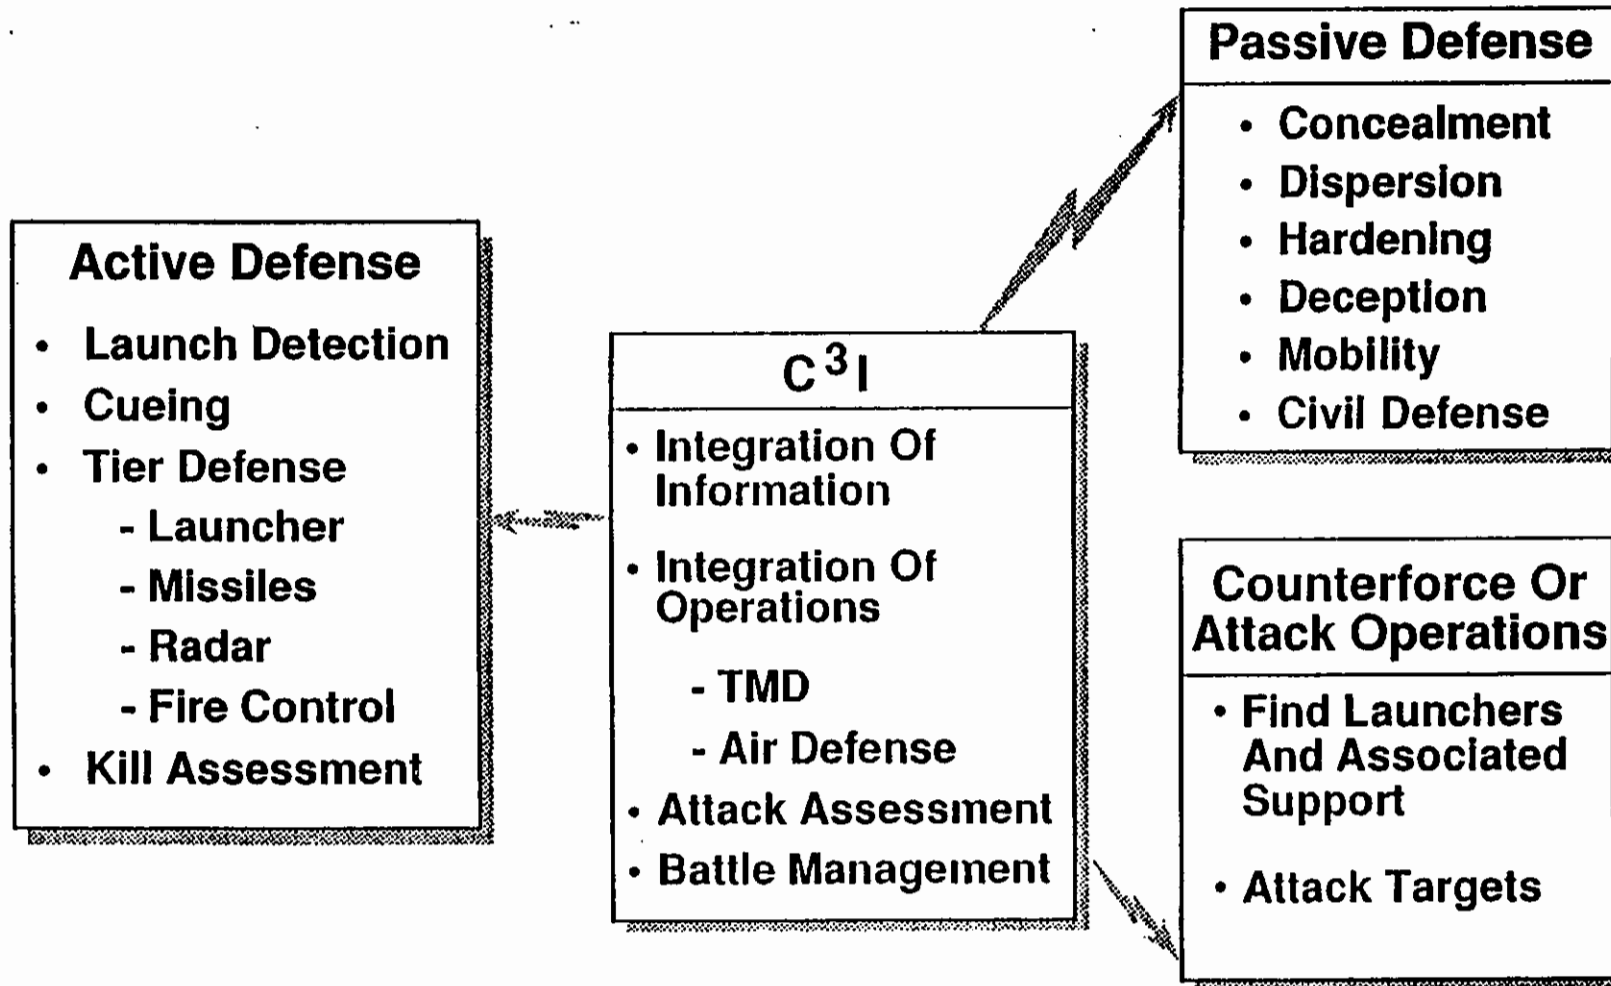 Active Defense
• Launch Detection
• Cueing
• Tier Defense
- Launcher
- Missiles
- Radar
- Fire Control
• Kill Assessment
C³I
• Integration Of
Information
• Integration Of
Operations
- TMD
- Air Defense
• Attack Assessment
• Battle Management
Passive Defense
• Concealment
• Dispersion
• Hardening
• Deception
• Mobility
• Civil Defense
Counterforce Or
Attack Operations
• Find Launchers
And Associated
Support
• Attack Targets